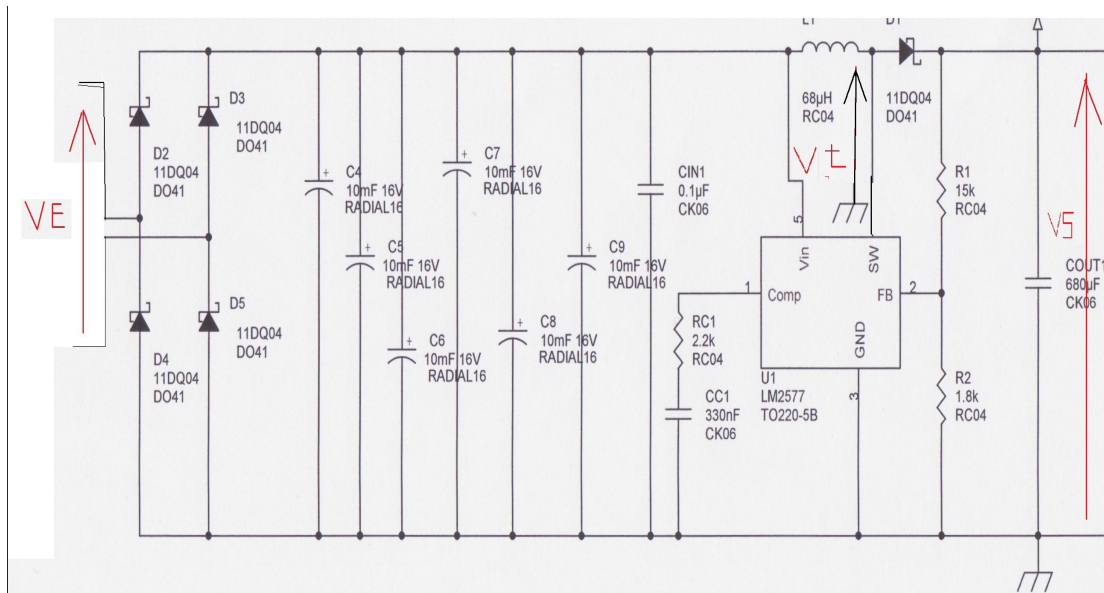 D3
11DQ04
DO41
D2
11DQ04
DO41
VE
D5
11DQ04
DO41
D4
11DQ04
DO41
C4
10mF 16V
RADIAL16
C5
10mF 16V
RADIAL16
C6
10mF 16V
RADIAL16
C7
10mF 16V
RADIAL16
C8
10mF 16V
RADIAL16
C9
10mF 16V
RADIAL16
CIN1
0.1µF
CK06
68µH
RC04
Vt
D1
11DQ04
DO41
R1
15k
RC04
VS
COUT1
680µF
CK06
5
Vin
SW
1
Comp
FB
2
GND
3
RC1
2.2k
RC04
U1
LM2577
TO220-5B
CC1
330nF
CK06
R2
1.8k
RC04
+
+
+
+
+
+